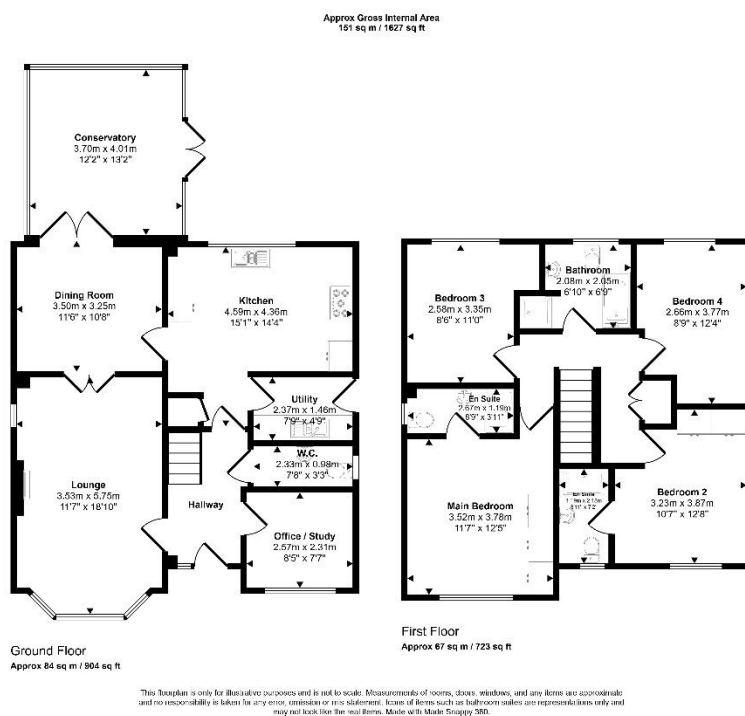 Approx Gross Internal Area
151 sq m / 1627 sq ft
Conservatory
3.70m x 4.01m
12'2" x 13'2"
Dining Room
3.50m x 3.25m
11'6" x 10'8"
Kitchen
4.59m x 4.36m
15'1" x 14'4"
Utility
2.37m x 1.46m
7'9" x 4'9"
W.C.
2.33m x 0.98m
7'8" x 3'3"
Lounge
3.53m x 5.75m
11'7" x 18'10"
Hallway
Office / Study
2.57m x 2.31m
8'5" x 7'7"
Ground Floor
Approx 84 sq m / 904 sq ft
Bedroom 3
2.58m x 3.35m
8'6" x 11'0"
Bathroom
2.08m x 2.05m
6'10" x 6'9"
Bedroom 4
2.66m x 3.77m
8'9" x 12'4"
En Suite
2.67m x 1.19m
8'9" x 3'11"
Main Bedroom
3.52m x 3.78m
11'7" x 12'5"
En Suite
Bedroom 2
3.23m x 3.87m
10'7" x 12'8"
First Floor
Approx 67 sq m / 723 sq ft
This floorplan is only for illustrative purposes and is not to scale. Measurements of rooms, doors, windows, and any items are approximate
and no responsibility is taken for any error, omission or mis statement. Icons of items such as bathroom suites are representations only and
may not look like the real items. Made with Made Snappy 360.